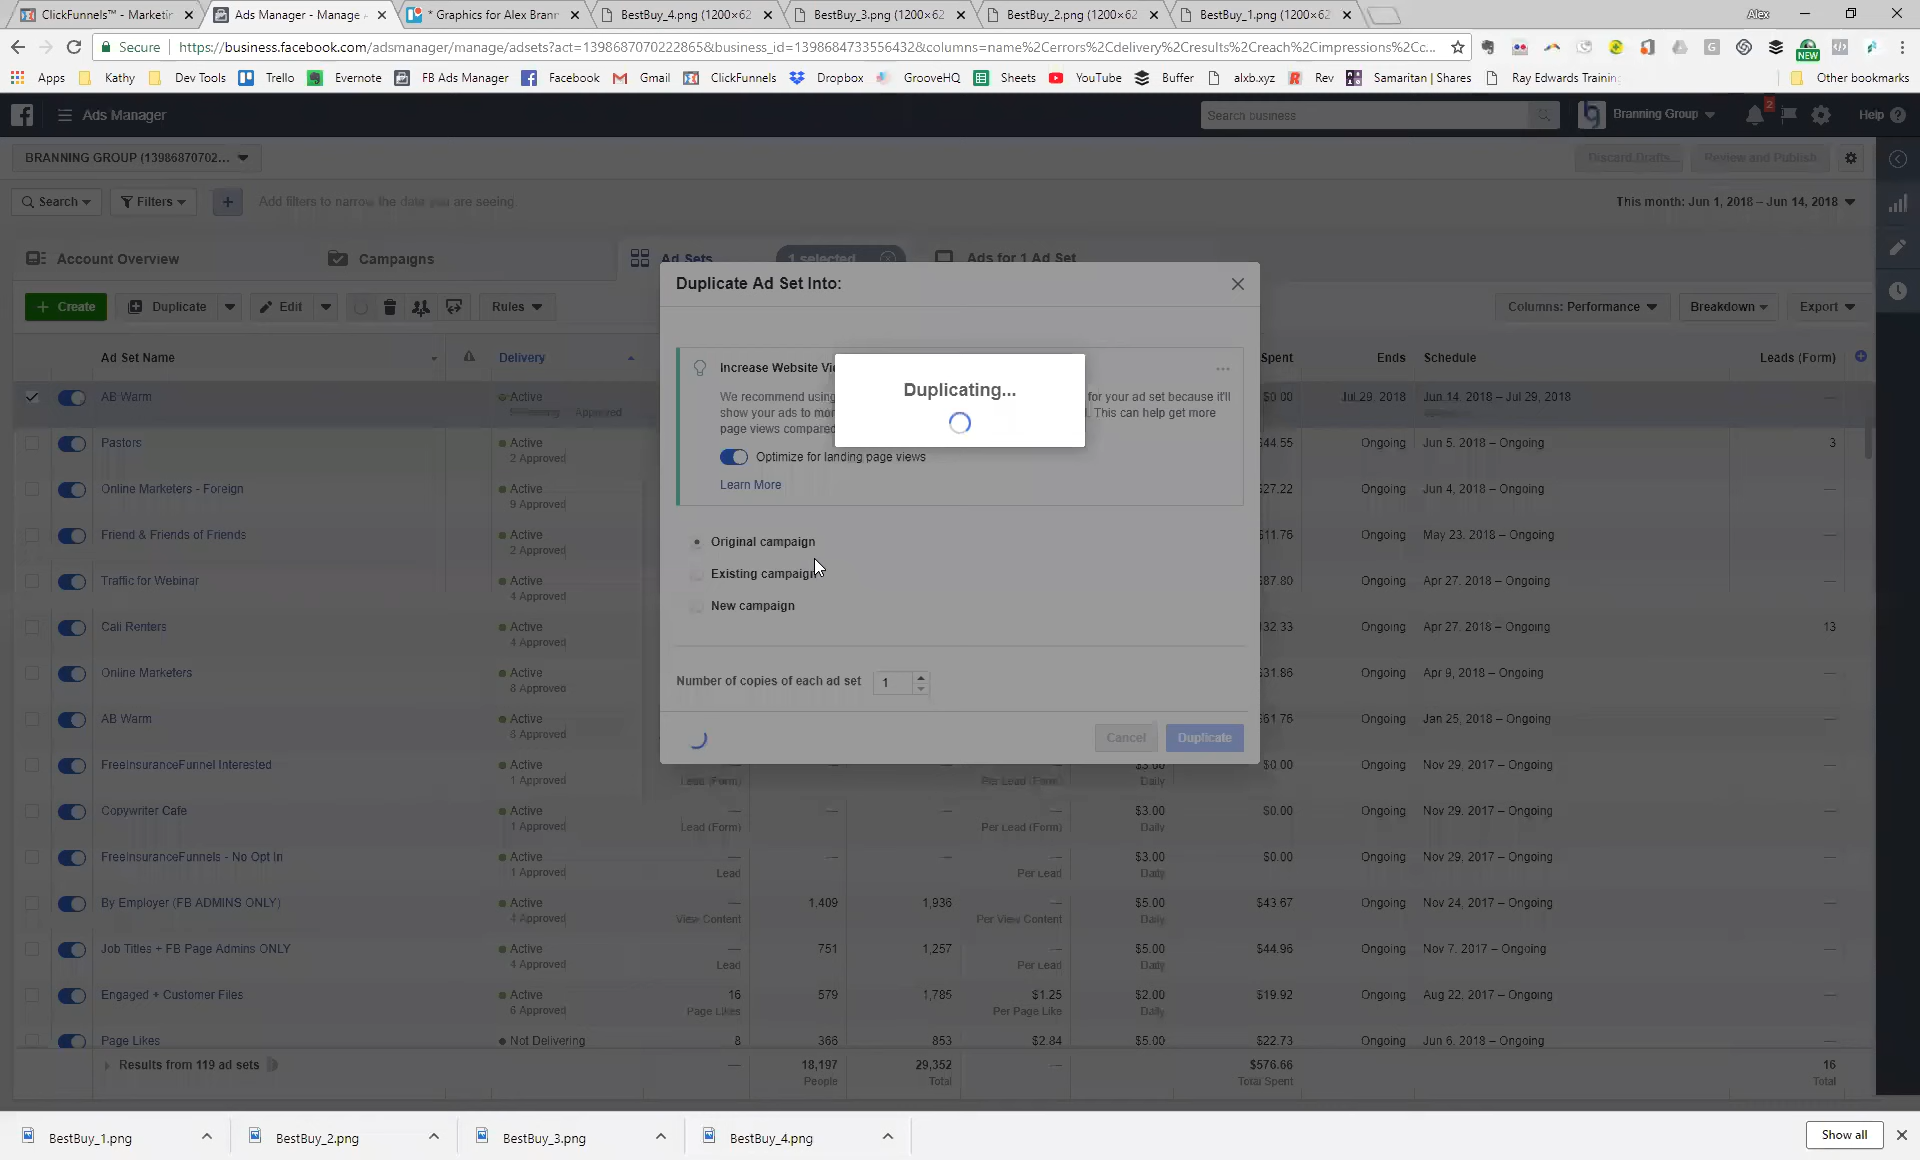 ClickFunnels™ - Marketin
Ads Manager - Manage
* Graphics for Alex Brann
BestBuy_4.png (1200×62
BestBuy_3.png (1200×62
BestBuy_2.png (1200×62
BestBuy_1.png (1200×62
Alex
Secure
https://business.facebook.com/adsmanager/manage/adsets?act=1398687070222865&business_id=1398684733556432&columns=name%2Cerrors%2Cdelivery%2Cresults%2Creach%2Cimpressions%2Cc...
Apps
Kathy
Dev Tools
Trello
Evernote
FB Ads Manager
Facebook
Gmail
ClickFunnels
Dropbox
GrooveHQ
Sheets
YouTube
Buffer
alxb.xyz
Rev
Samaritan | Shares
Ray Edwards Trainin
NEW
Other bookmarks
Ads Manager
Search business
Branning Group
2
Help
BRANNING GROUP (13986870702...
Discard Drafts...
Review and Publish
Search
Filters
Add filters to narrow the data you are seeing
This month: Jun 1, 2018 – Jun 14, 2018
Account Overview
Campaigns
Ad Sets
1 selected
Ads for 1 Ad Set
Create
Duplicate
Edit
Rules
Columns: Performance
Breakdown
Export
Duplicate Ad Set Into:
Increase Website Vi
We recommend using
for your ad set because it'll
show your ads to mor
. This can help get more
page views compared
Optimize for landing page views
Learn More
Duplicating...
Original campaign
Existing campaign
New campaign
Number of copies of each ad set 1
Cancel
Duplicate
Ad Set Name
Delivery
Spent
Ends
Schedule
Leads (Form)
AB Warm
Active
Approved
$0.00
Jul 29, 2018
Jun 14, 2018 – Jul 29, 2018
—
Pastors
Active
2 Approved
$44.55
Ongoing
Jun 5, 2018 – Ongoing
3
Online Marketers - Foreign
Active
9 Approved
$27.22
Ongoing
Jun 4, 2018 – Ongoing
—
Friend & Friends of Friends
Active
2 Approved
$11.76
Ongoing
May 23, 2018 – Ongoing
—
Traffic for Webinar
Active
4 Approved
$87.80
Ongoing
Apr 27, 2018 – Ongoing
—
Cali Renters
Active
4 Approved
32.33
Ongoing
Apr 27, 2018 – Ongoing
13
Online Marketers
Active
8 Approved
$31.86
Ongoing
Apr 9, 2018 – Ongoing
—
AB Warm
Active
6 Approved
$61.76
Ongoing
Jan 25, 2018 – Ongoing
—
FreeInsuranceFunnel Interested
Active
1 Approved
Lead (Form)
Per Lead (Form)
$3.00
Daily
$0.00
Ongoing
Nov 29, 2017 – Ongoing
—
Copywriter Cafe
Active
1 Approved
—
Lead (Form)
—
—
—
Per Lead (Form)
$3.00
Daily
$0.00
Ongoing
Nov 29, 2017 – Ongoing
—
FreeInsuranceFunnels - No Opt In
Active
1 Approved
—
Lead
—
—
—
Per Lead
$3.00
Daily
$0.00
Ongoing
Nov 29, 2017 – Ongoing
—
By Employer (FB ADMINS ONLY)
Active
4 Approved
—
View Content
1,409
1,936
—
Per View Content
$5.00
Daily
$43.67
Ongoing
Nov 24, 2017 – Ongoing
—
Job Titles + FB Page Admins ONLY
Active
4 Approved
—
Lead
751
1,257
—
Per Lead
$5.00
Daily
$44.96
Ongoing
Nov 7, 2017 – Ongoing
—
Engaged + Customer Files
Active
6 Approved
16
Page Likes
579
1,785
$1.25
Per Page Like
$2.00
Daily
$19.92
Ongoing
Aug 22, 2017 – Ongoing
—
Page Likes
Not Delivering
8
366
853
$2.84
$5.00
$22.73
Ongoing
Jun 6, 2018 – Ongoing
—
Results from 119 ad sets
—
18,197
People
29,352
Total
—
$576.66
Total Spent
16
Total
BestBuy_1.png
BestBuy_2.png
BestBuy_3.png
BestBuy_4.png
Show all